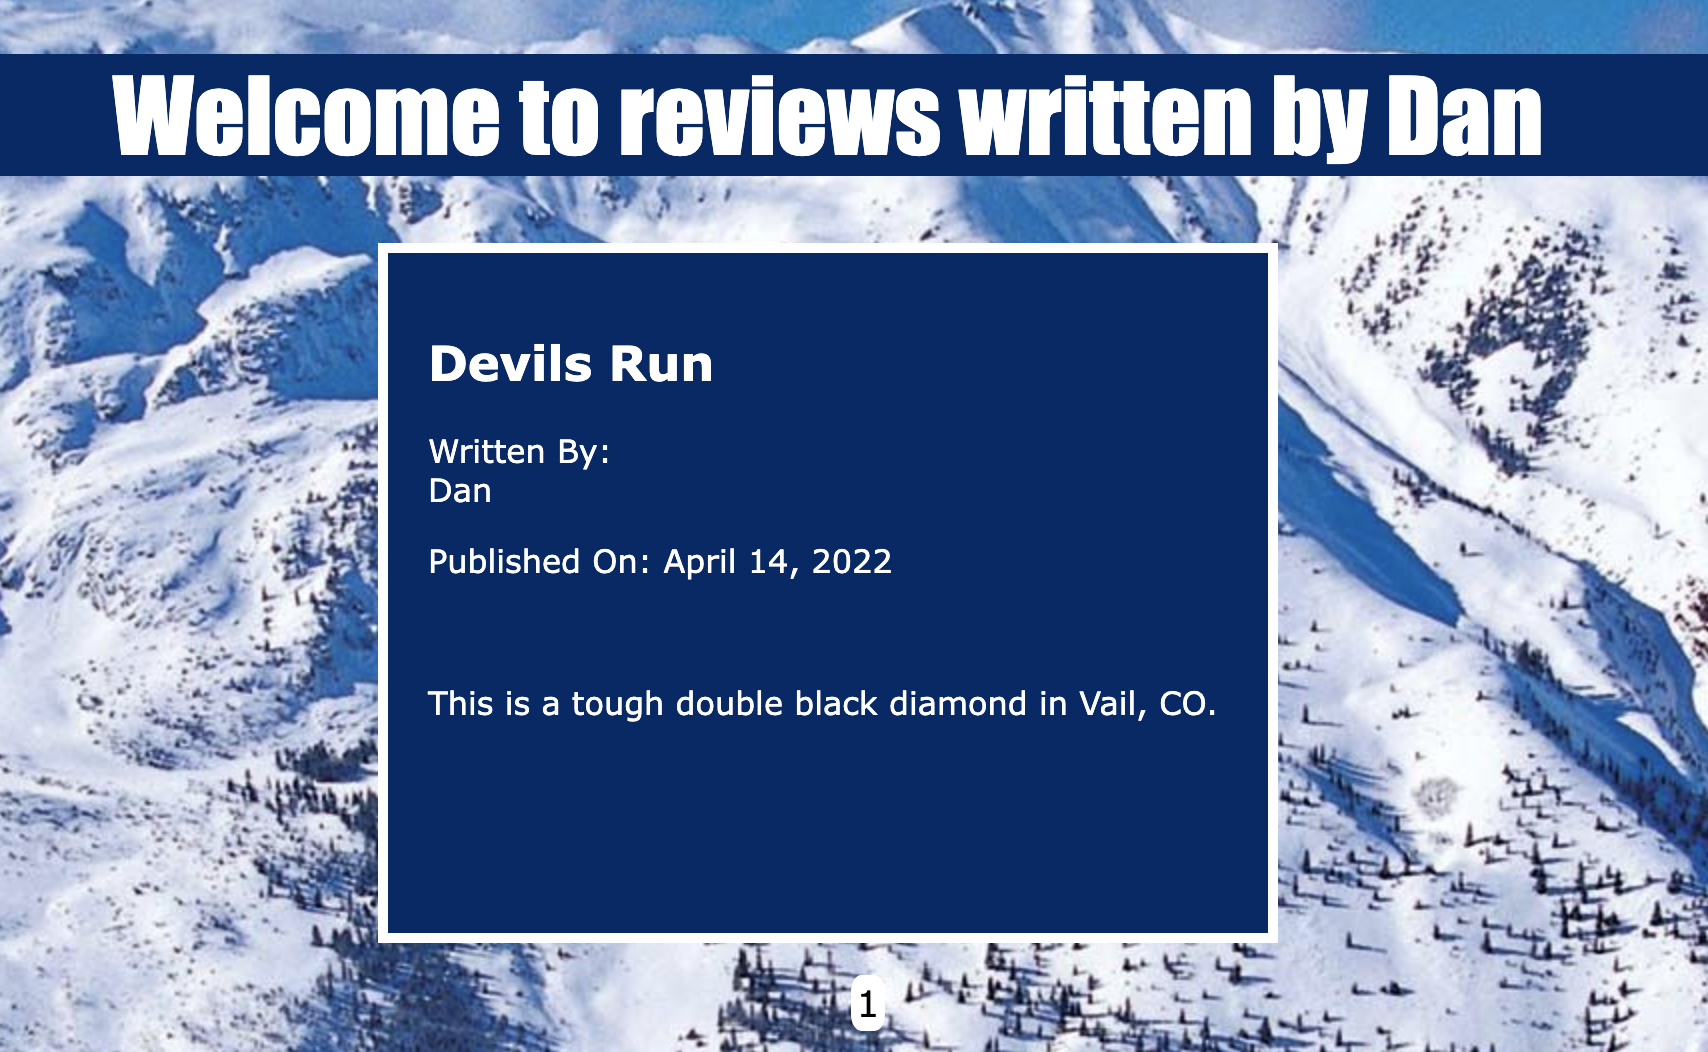 Welcome to reviews written by Dan
Devils Run
Written By:
Dan
Published On: April 14, 2022
This is a tough double black diamond in Vail, CO.
1